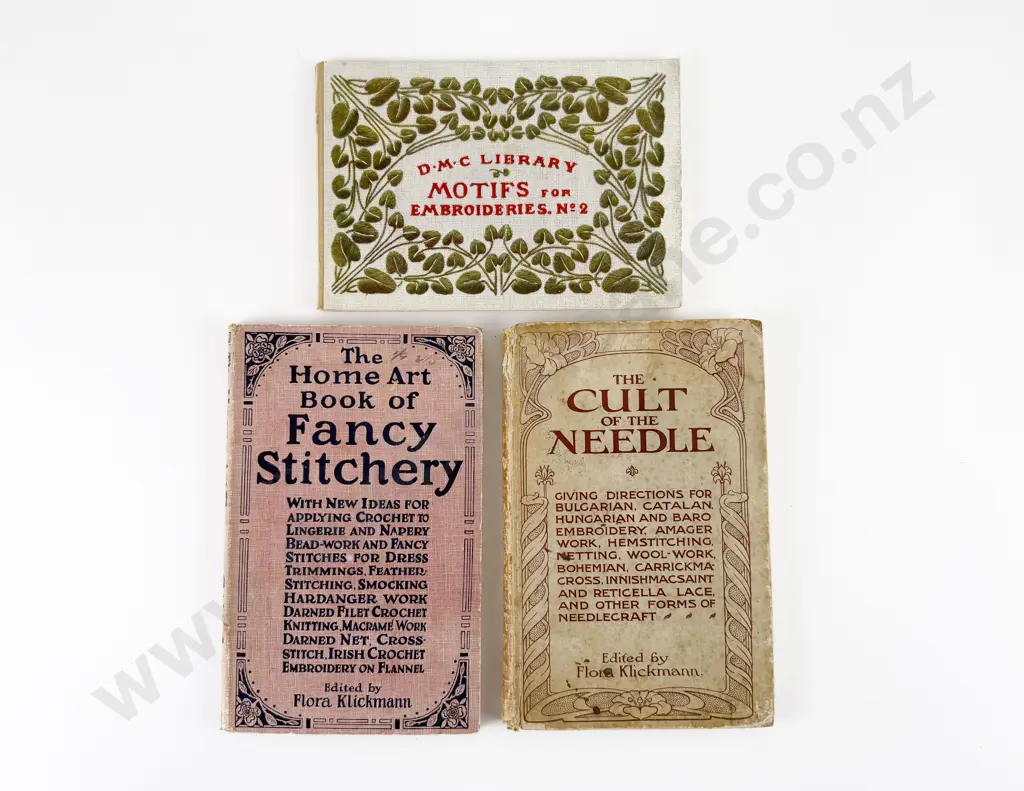 D·M·C LIBRARY
MOTIFS FOR
EMBROIDERIES. Nº 2
The
Home Art
Book of
Fancy
Stitchery
WITH NEW IDEAS FOR
APPLYING CROCHET TO
LINGERIE AND NAPERY
BEAD-WORK AND FANCY
STITCHES FOR DRESS
TRIMMINGS, FEATHER-
STITCHING, SMOCKING
HARDANGER WORK
DARNED FILET CROCHET
KNITTING, MACRAMÉ WORK
DARNED NET, CROSS-
STITCH, IRISH CROCHET
EMBROIDERY ON FLANNEL
Edited by
Flora Klickmann
THE
CULT
OF THE
NEEDLE
GIVING DIRECTIONS FOR
BULGARIAN, CATALAN,
HUNGARIAN AND BARO
EMBROIDERY, AMAGER
WORK, HEMSTITCHING,
NETTING, WOOL-WORK,
BOHEMIAN, CARRICKMA-
CROSS, INNISHMACSAINT
AND RETICELLA LACE,
AND OTHER FORMS OF
NEEDLECRAFT
Edited by
Flora Klickmann.